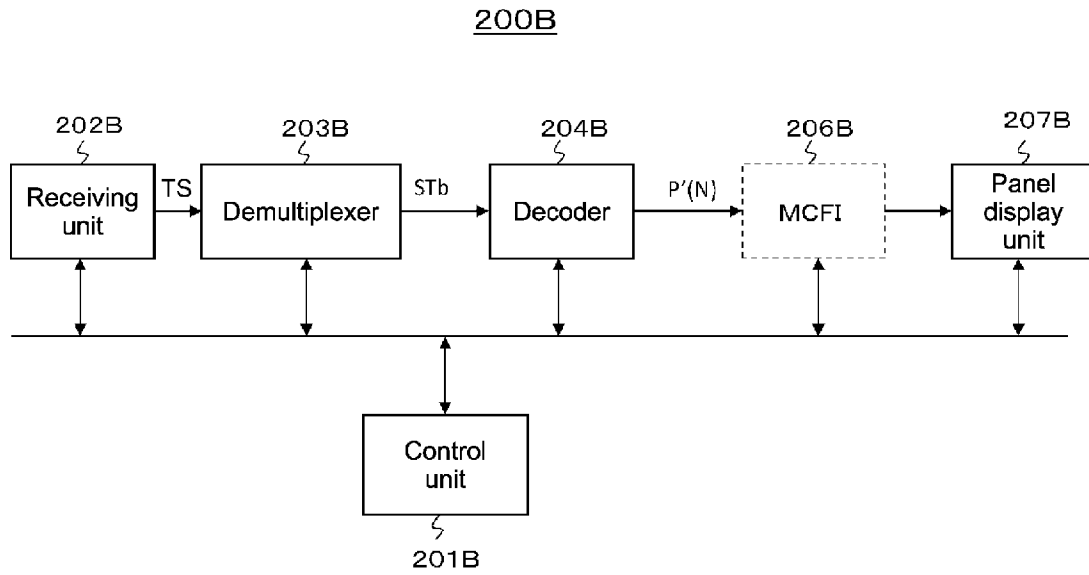 200B
202B
203B
204B
206B
207B
Receiving
unit
TS
Demultiplexer
STb
Decoder
P'(N)
MCFI
Panel
display
unit
Control
unit
201B